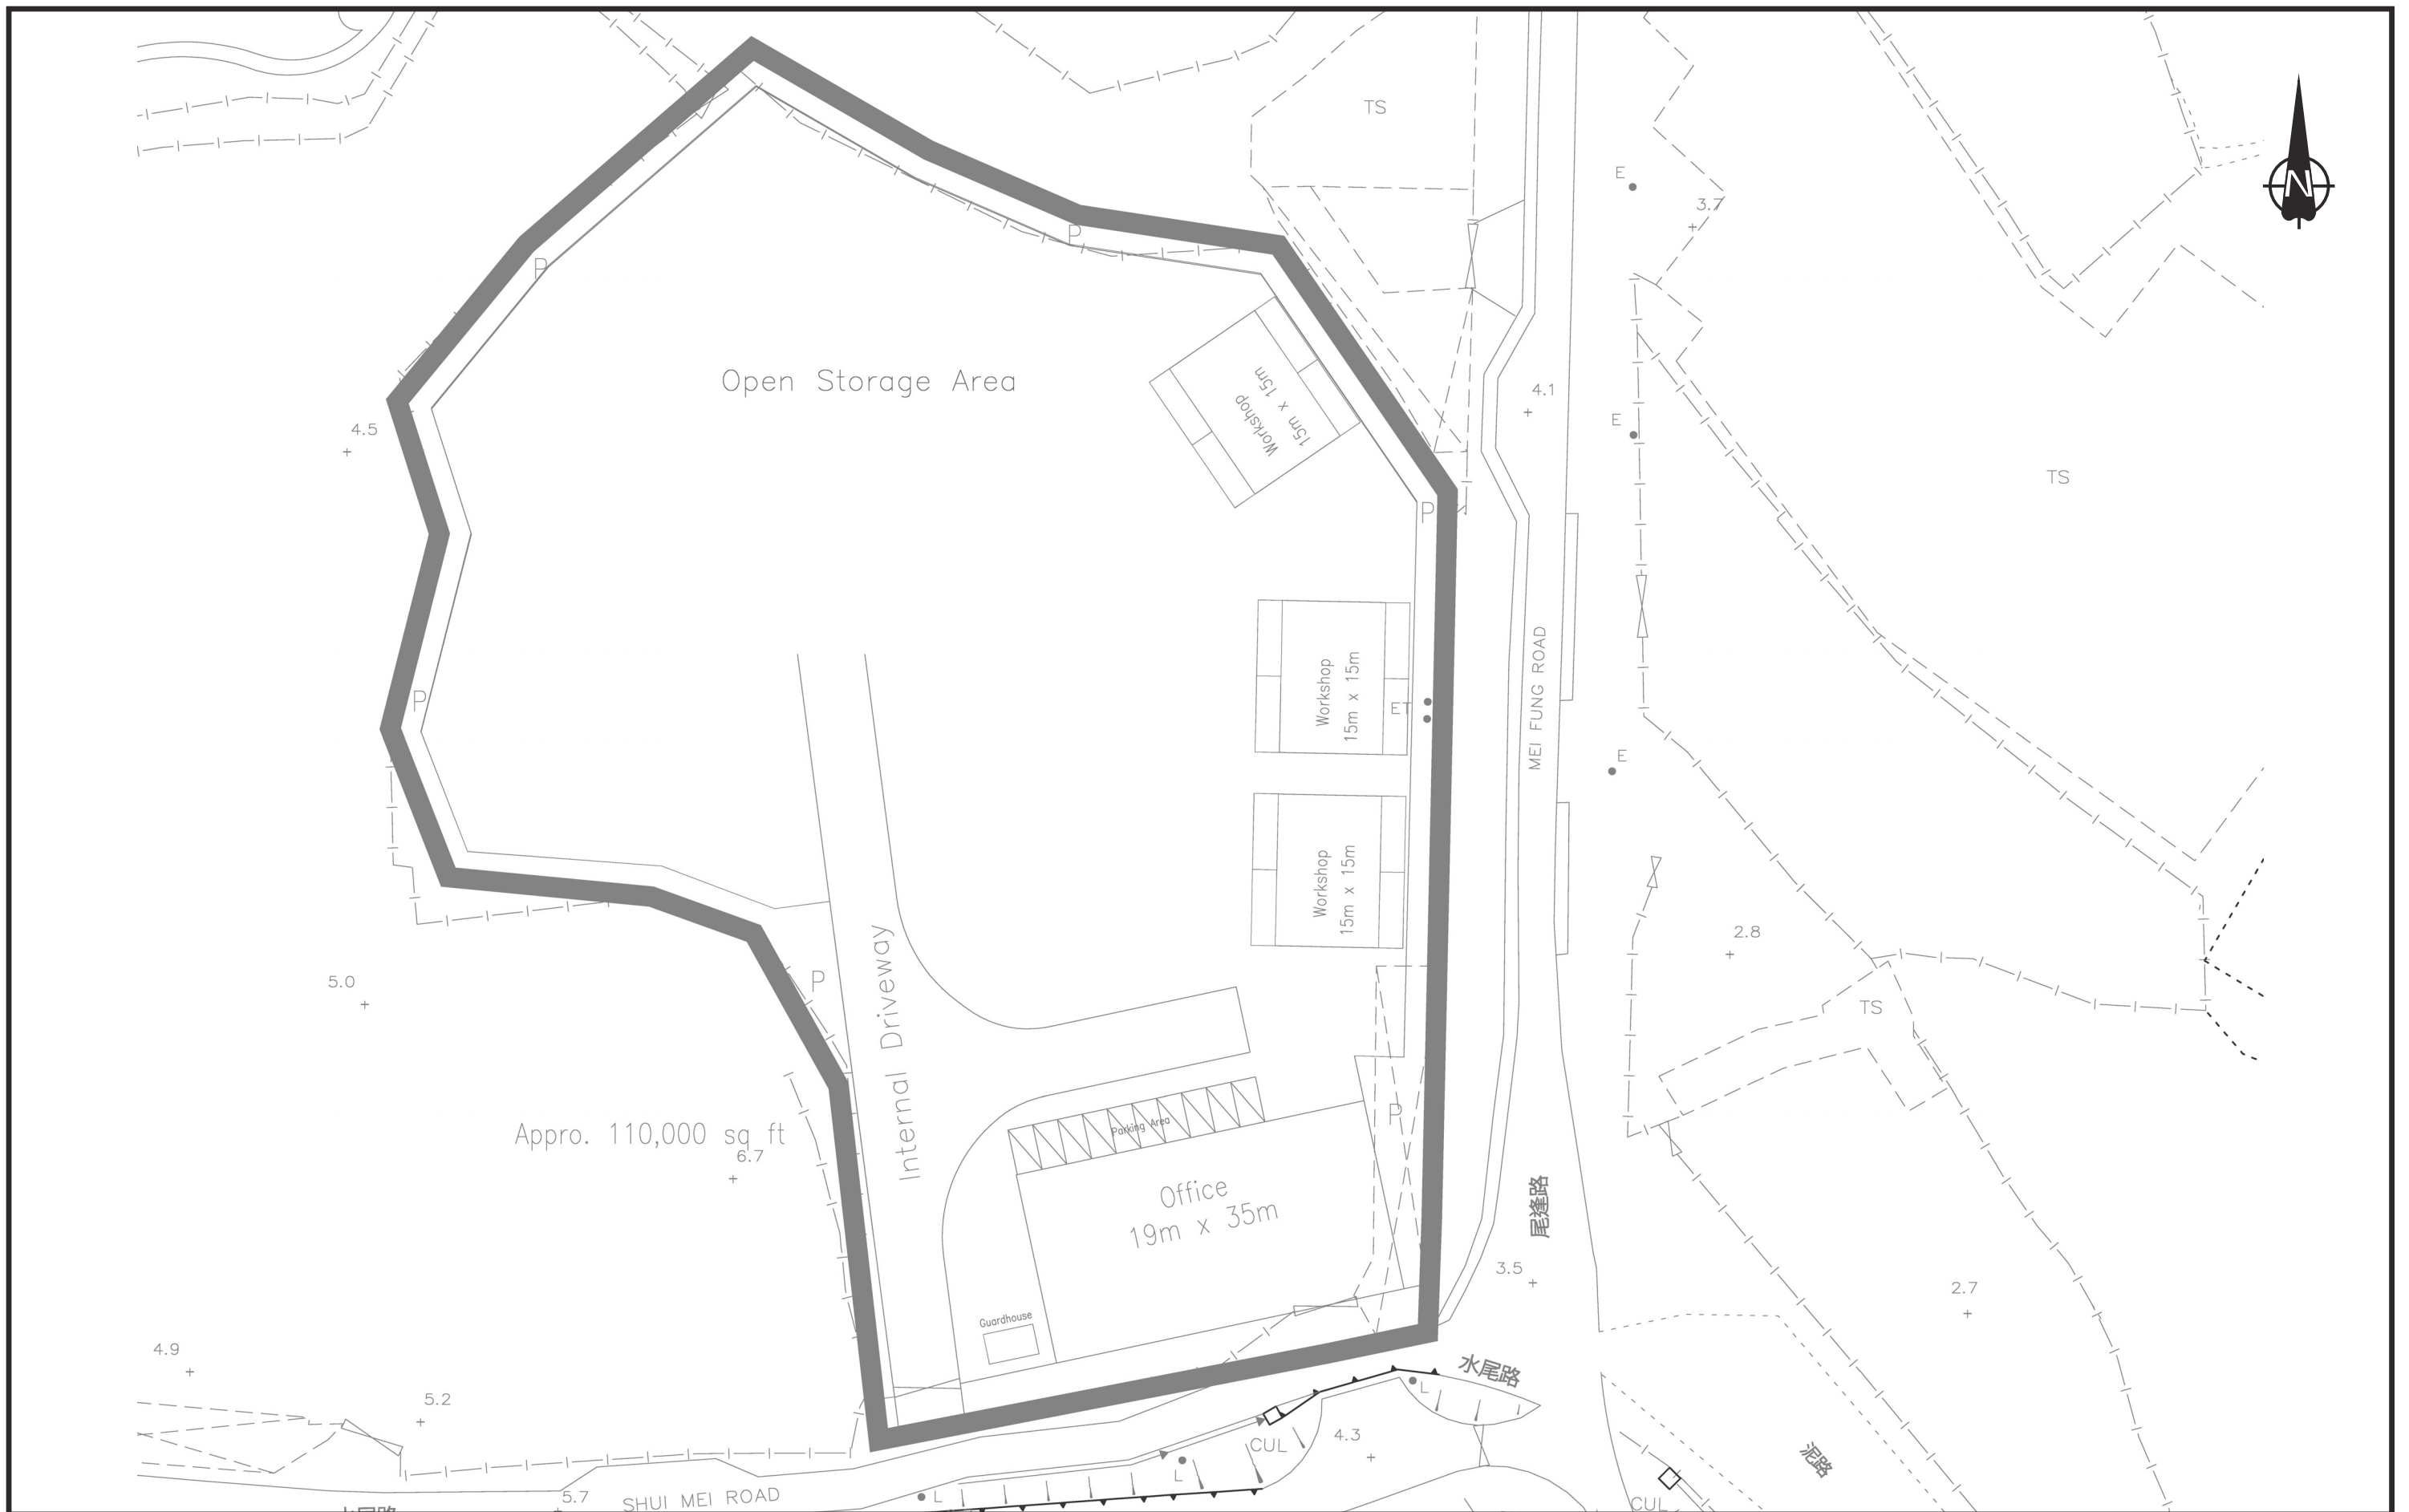 TS
E
N
3.7
P
P
Open Storage Area
Workshop
15m x 15m
4.1
E
4.5
TS
P
MEI FUNG ROAD
Workshop
15m x 15m
P
ET
E
Workshop
15m x 15m
2.8
P
5.0
Internal Driveway
TS
P
Parking Area
Appro. 110,000 sq ft
6.7
Office
19m x 35m
尾逢路
3.5
2.7
Guardhouse
4.9
水尾路
L
5.2
4.3
CUL
泥路
L
5.7
SHUI MEI ROAD
L
CUL